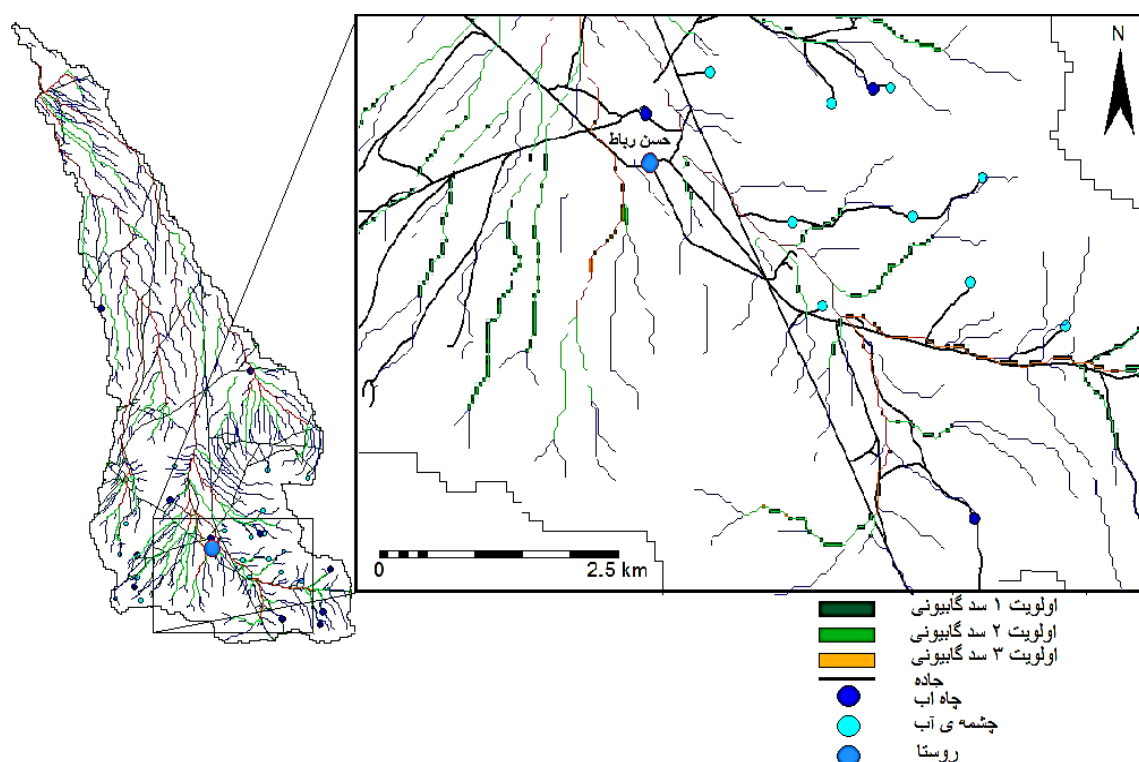 N
حسن رباط
0 2.5 km
اولویت ۱ سد گابیونی
اولویت ۲ سد گابیونی
اولویت ۳ سد گابیونی
جاده
چاه اب
چشمه ی آب
روستا